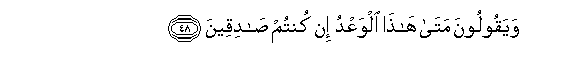 وَيَقُولُونَ مَتَىٰ هَـٰذَا ٱلْوَعْدُ إِن كُنتُمْ صَـٰدِقِينَ ﴿٤٨﴾